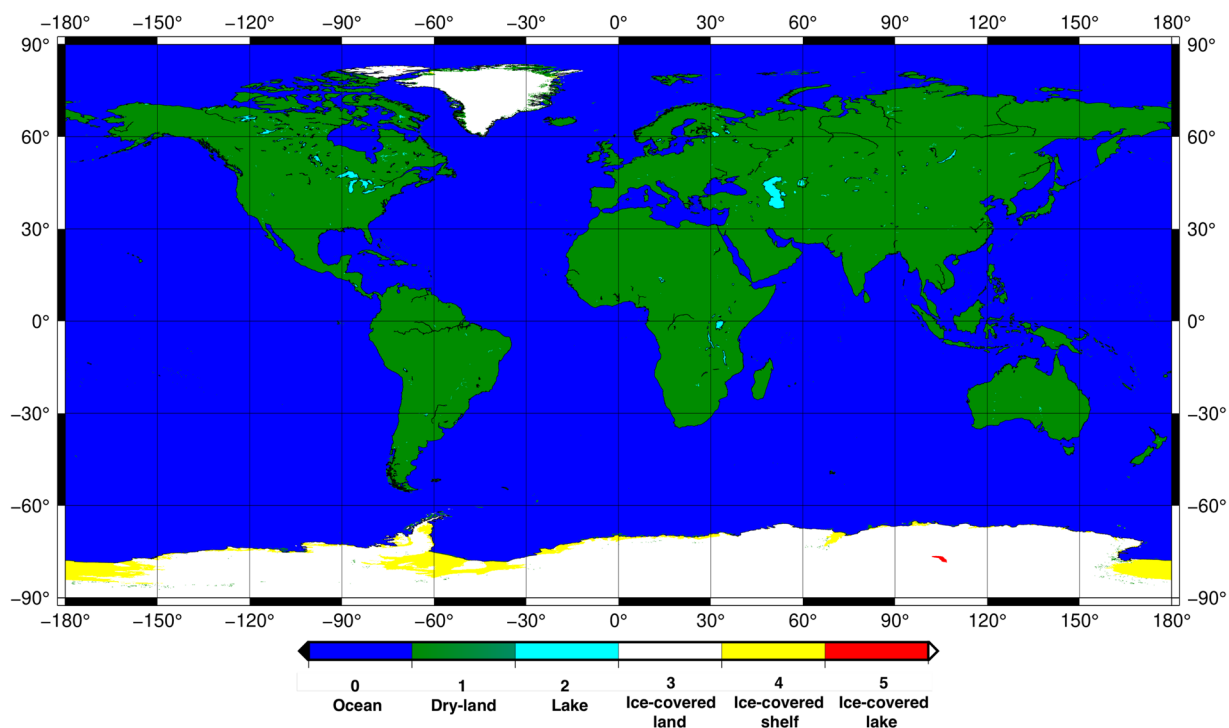 −180° −150° −120° −90° −60° −30° 0° 30° 60° 90° 120° 150° 180°
90° 90°
60° 60°
30° 30°
0° 0°
−30° −30°
−60° −60°
−90° −90°
−180° −150° −120° −90° −60° −30° 0° 30° 60° 90° 120° 150° 180°
0 1 2 3 4 5
Ocean Dry-land Lake Ice-covered Ice-covered Ice-covered
land shelf lake